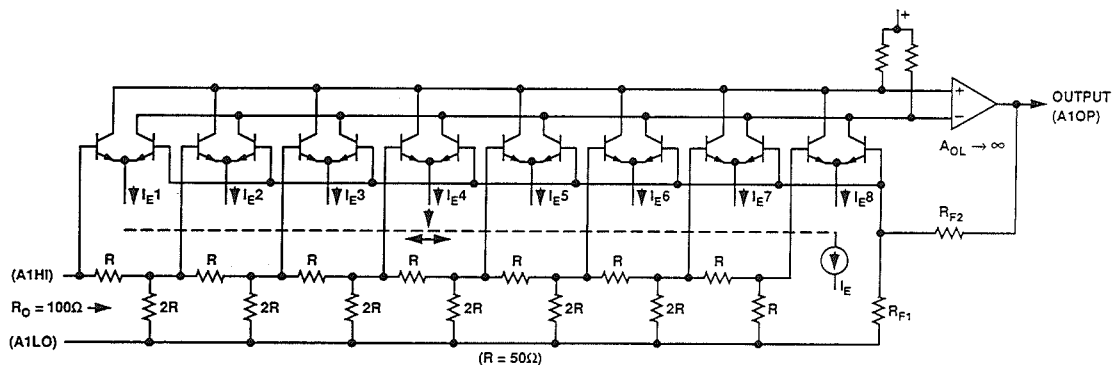 +
+
−
OUTPUT
(A1OP)
A_OL → ∞
I_E1 I_E2 I_E3 I_E4 I_E5 I_E6 I_E7 I_E8
R_F2
(A1HI) R R R R R R R
I_E
R_O = 100Ω 2R 2R 2R 2R 2R 2R R R_F1
(A1LO)
(R = 50Ω)